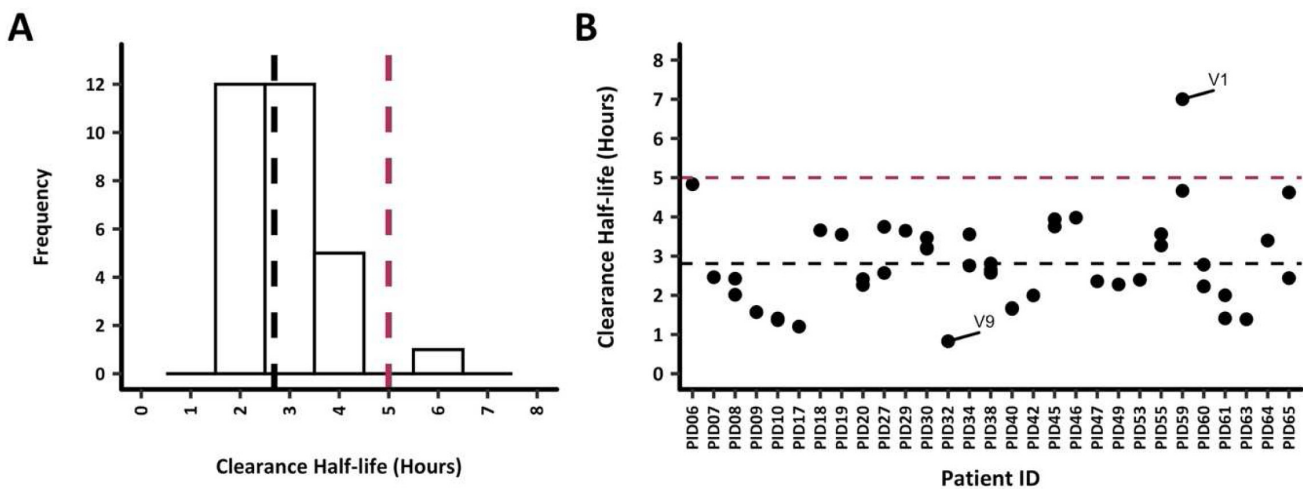 A
Frequency
12
10
8
6
4
2
0
0 1 2 3 4 5 6 7 8
Clearance Half-life (Hours)
B
Clearance Half-life (Hours)
8
7
6
5
4
3
2
1
0
V1
V9
PID06 PID07 PID08 PID09 PID10 PID17 PID18 PID19 PID20 PID27 PID29 PID30 PID32 PID34 PID38 PID40 PID42 PID45 PID46 PID47 PID49 PID53 PID55 PID59 PID60 PID61 PID63 PID64 PID65
Patient ID